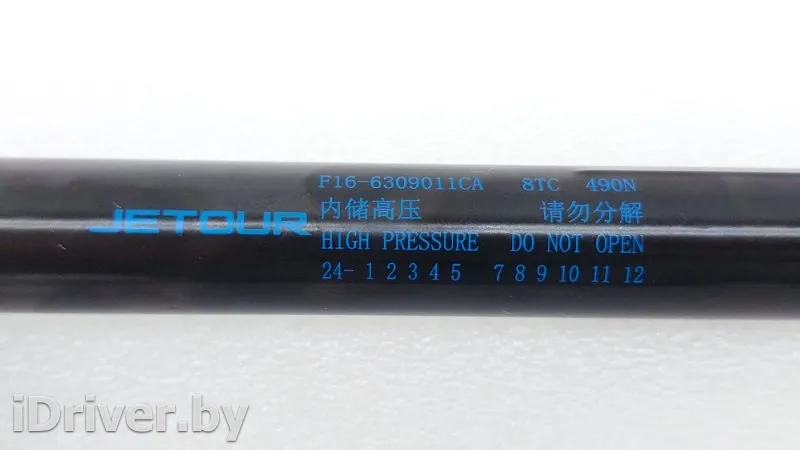 JETOUR
F16-6309011CA 8TC 490N
内储高压 请勿分解
HIGH PRESSURE DO NOT OPEN
24- 1 2 3 4 5 7 8 9 10 11 12
iDriver.by